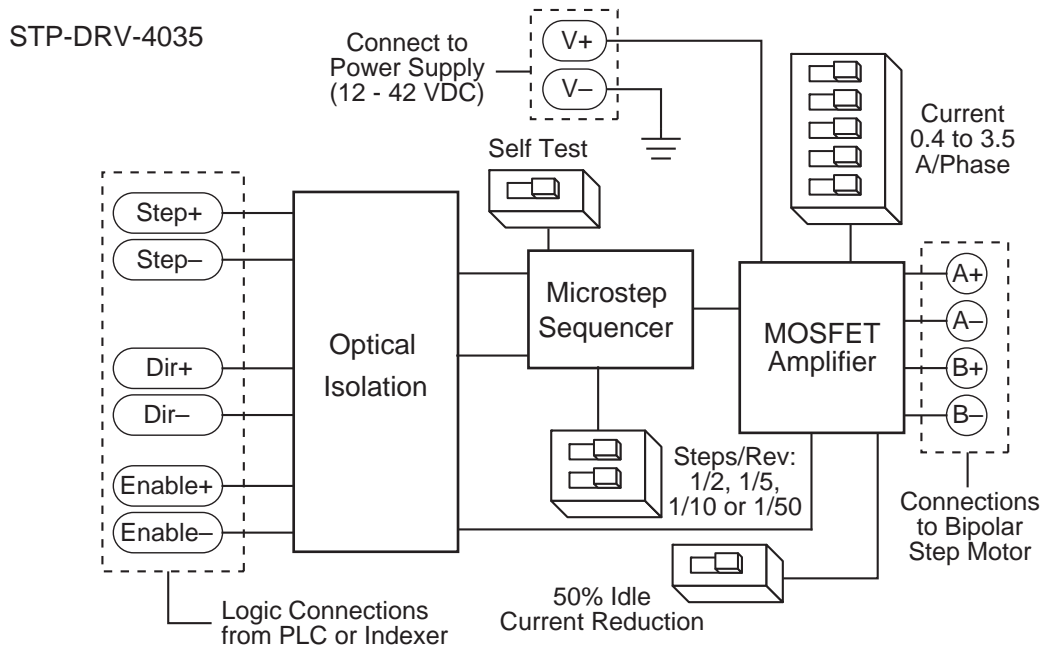 STP-DRV-4035
Connect to
Power Supply
(12 - 42 VDC)
V+
V–
Current
0.4 to 3.5
A/Phase
Self Test
Step+
Step–
Dir+
Dir–
Enable+
Enable–
Optical
Isolation
Microstep
Sequencer
MOSFET
Amplifier
A+
A–
B+
B–
Steps/Rev:
1/2, 1/5,
1/10 or 1/50
Connections
to Bipolar
Step Motor
50% Idle
Current Reduction
Logic Connections
from PLC or Indexer